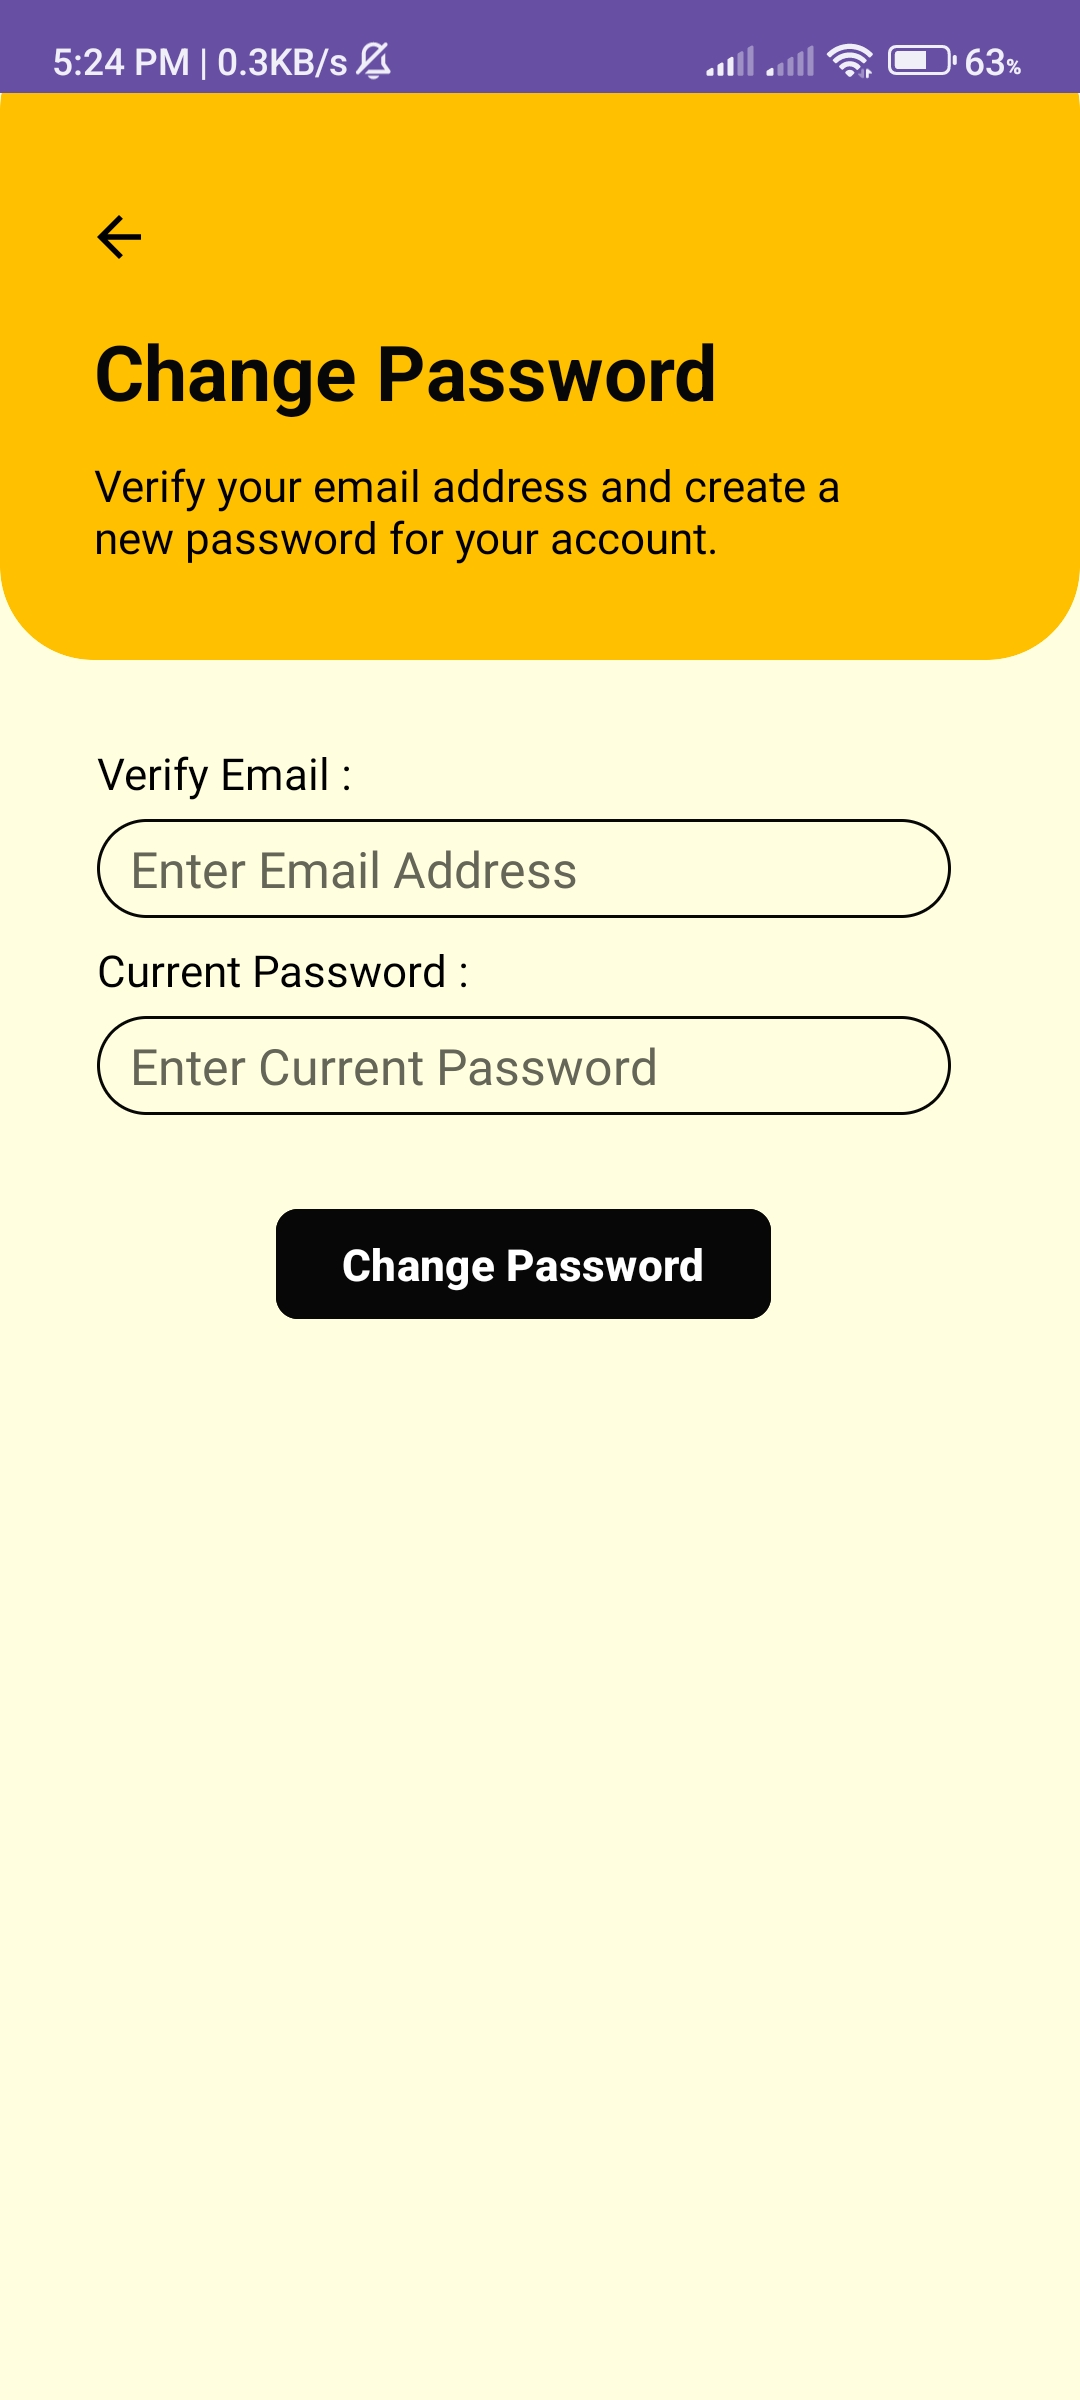 5:24 PM | 0.3KB/s 63%
Change Password
Verify your email address and create a
new password for your account.
Verify Email :
Enter Email Address
Current Password :
Enter Current Password
Change Password